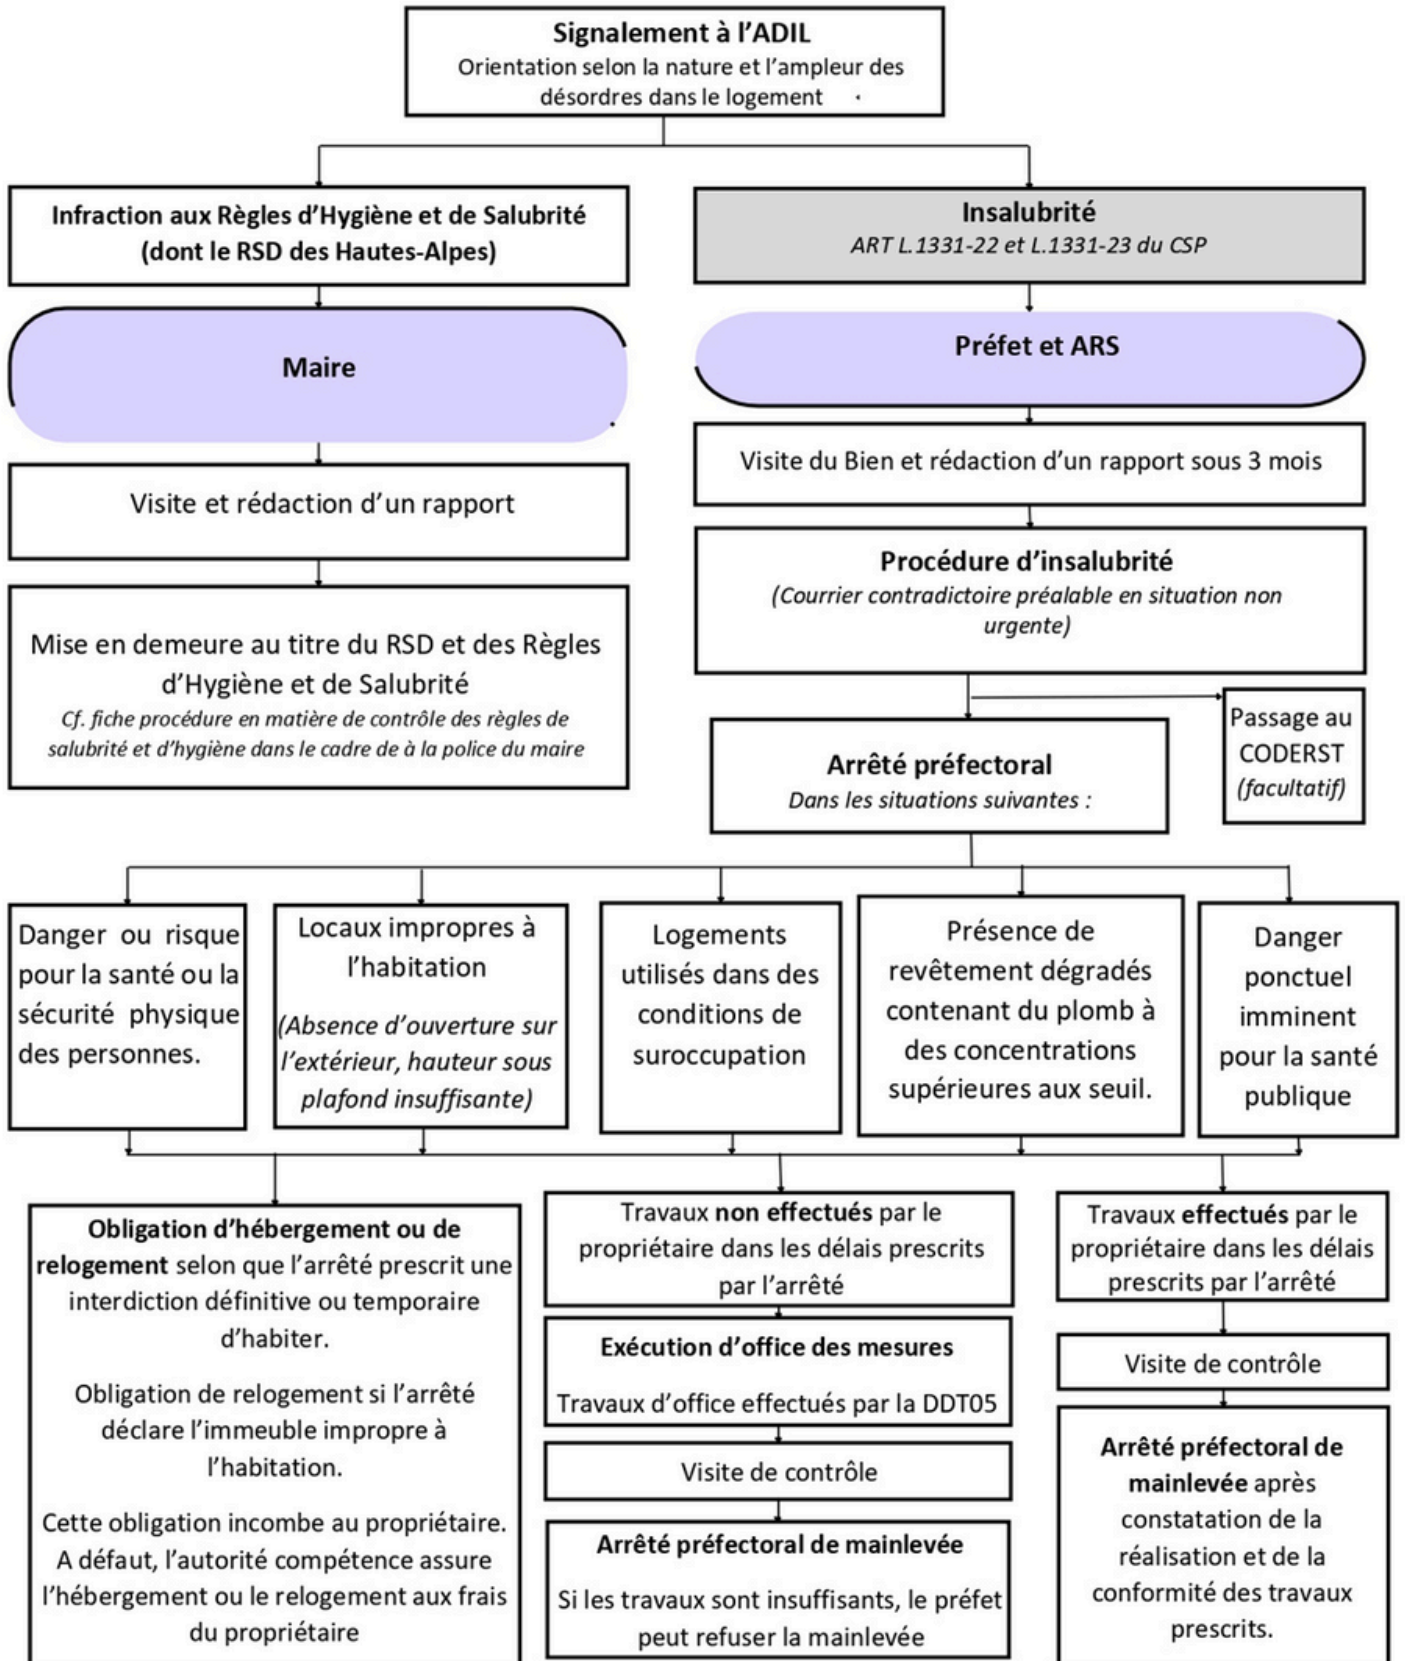 Signalement à l’ADIL
Orientation selon la nature et l’ampleur des
désordres dans le logement
Infraction aux Règles d’Hygiène et de Salubrité
(dont le RSD des Hautes-Alpes)
Maire
Visite et rédaction d’un rapport
Mise en demeure au titre du RSD et des Règles
d’Hygiène et de Salubrité
Cf. fiche procédure en matière de contrôle des règles de
salubrité et d’hygiène dans le cadre de à la police du maire
Insalubrité
ART L.1331-22 et L.1331-23 du CSP
Préfet et ARS
Visite du Bien et rédaction d’un rapport sous 3 mois
Procédure d’insalubrité
(Courrier contradictoire préalable en situation non
urgente)
Passage au
CODERST
(facultatif)
Arrêté préfectoral
Dans les situations suivantes :
Danger ou risque
pour la santé ou la
sécurité physique
des personnes.
Locaux impropres à
l’habitation
(Absence d’ouverture sur
l’extérieur, hauteur sous
plafond insuffisante)
Logements
utilisés dans des
conditions de
suroccupation
Présence de
revêtement dégradés
contenant du plomb à
des concentrations
supérieures aux seuil.
Danger
ponctuel
imminent
pour la santé
publique
Obligation d’hébergement ou de
relogement selon que l’arrêté prescrit une
interdiction définitive ou temporaire
d’habiter.
Obligation de relogement si l’arrêté
déclare l’immeuble impropre à
l’habitation.
Cette obligation incombe au propriétaire.
A défaut, l’autorité compétence assure
l’hébergement ou le relogement aux frais
du propriétaire
Travaux non effectués par le
propriétaire dans les délais prescrits
par l’arrêté
Exécution d’office des mesures
Travaux d’office effectués par la DDT05
Visite de contrôle
Arrêté préfectoral de mainlevée
Si les travaux sont insuffisants, le préfet
peut refuser la mainlevée
Travaux effectués par le
propriétaire dans les délais
prescrits par l’arrêté
Visite de contrôle
Arrêté préfectoral de
mainlevée après
constatation de la
réalisation et de la
conformité des travaux
prescrits.